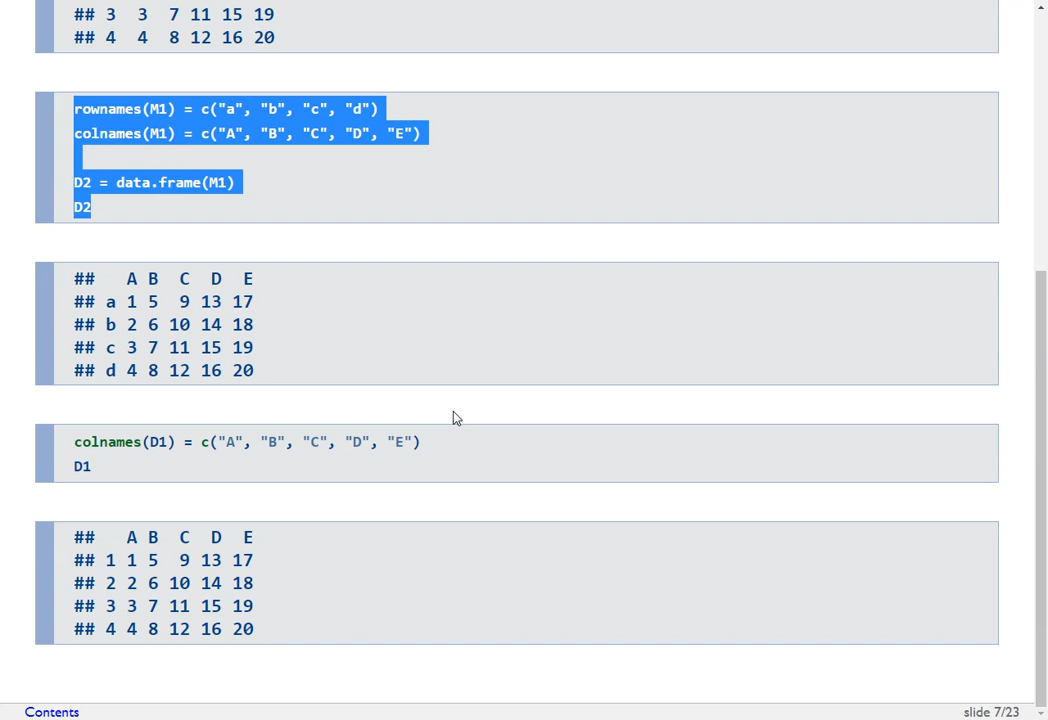 ## 3  3  7 11 15 19
## 4  4  8 12 16 20
rownames(M1) = c("a", "b", "c", "d")
colnames(M1) = c("A", "B", "C", "D", "E")
D2 = data.frame(M1)
D2
##   A B  C  D  E
## a 1 5  9 13 17
## b 2 6 10 14 18
## c 3 7 11 15 19
## d 4 8 12 16 20
colnames(D1) = c("A", "B", "C", "D", "E")
D1
##   A B  C  D  E
## 1 1 5  9 13 17
## 2 2 6 10 14 18
## 3 3 7 11 15 19
## 4 4 8 12 16 20
Contents
slide 7/23